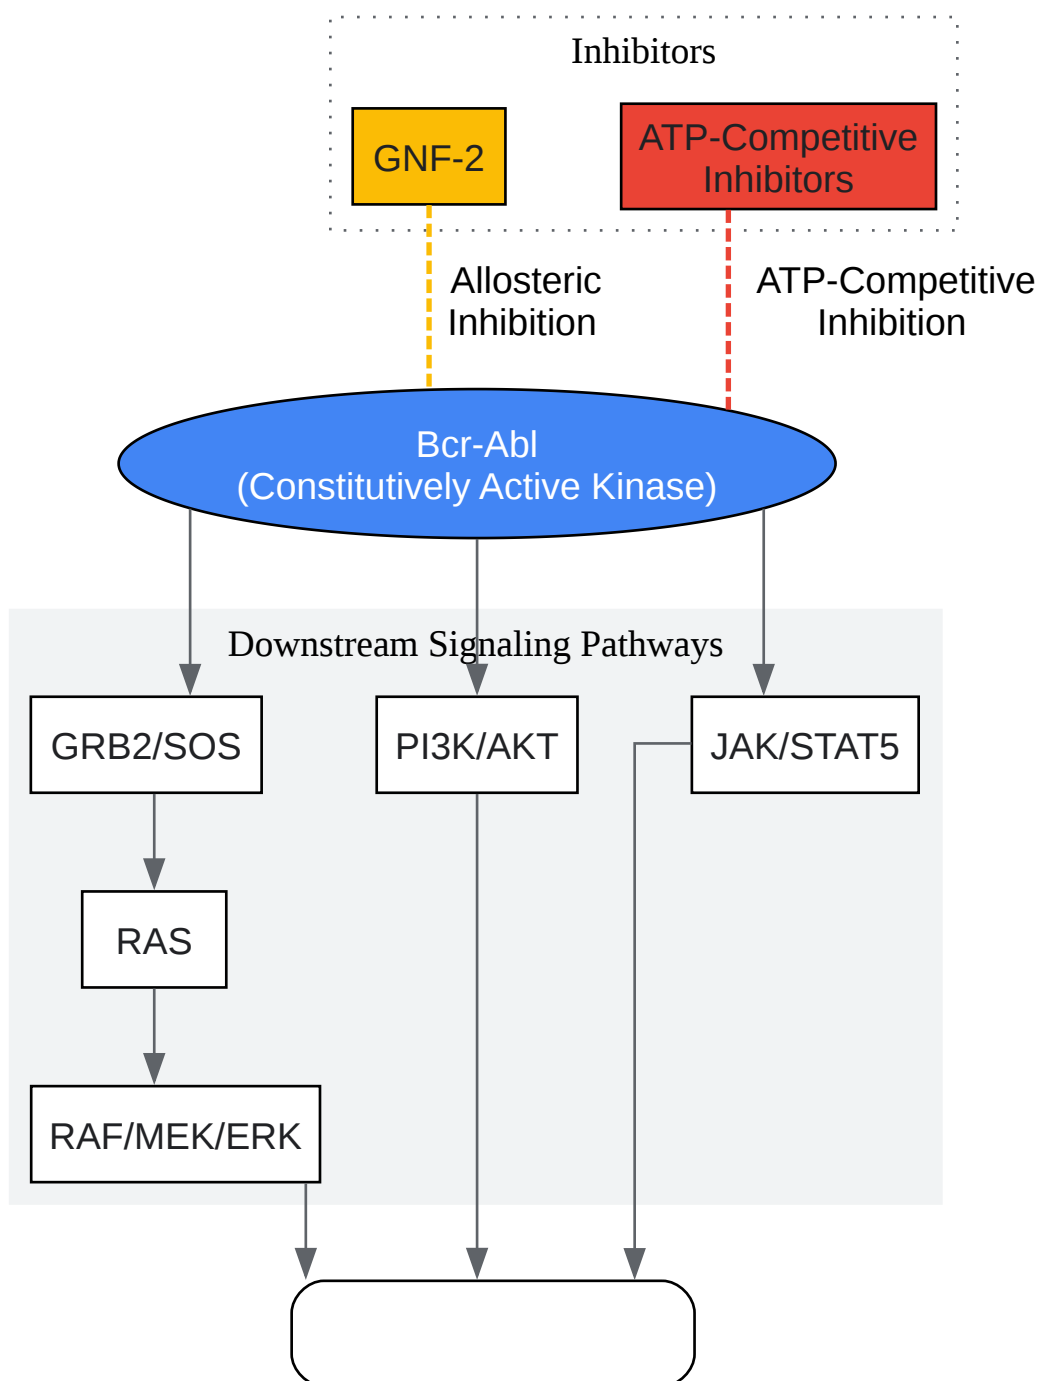 Inhibitors
GNF-2
ATP-Competitive
Inhibitors
Allosteric
Inhibition
ATP-Competitive
Inhibition
Bcr-Abl
(Constitutively Active Kinase)
Downstream Signaling Pathways
GRB2/SOS
PI3K/AKT
JAK/STAT5
RAS
RAF/MEK/ERK